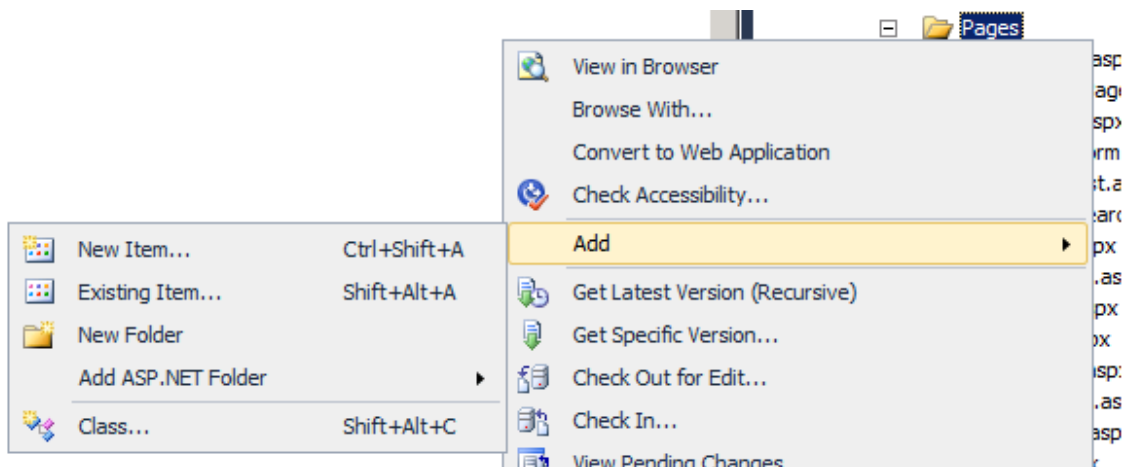 Pages
View in Browser
Browse With...
Convert to Web Application
Check Accessibility...
Add
Get Latest Version (Recursive)
Get Specific Version...
Check Out for Edit...
Check In...
View Pending Changes
New Item... Ctrl+Shift+A
Existing Item... Shift+Alt+A
New Folder
Add ASP.NET Folder
Class... Shift+Alt+C